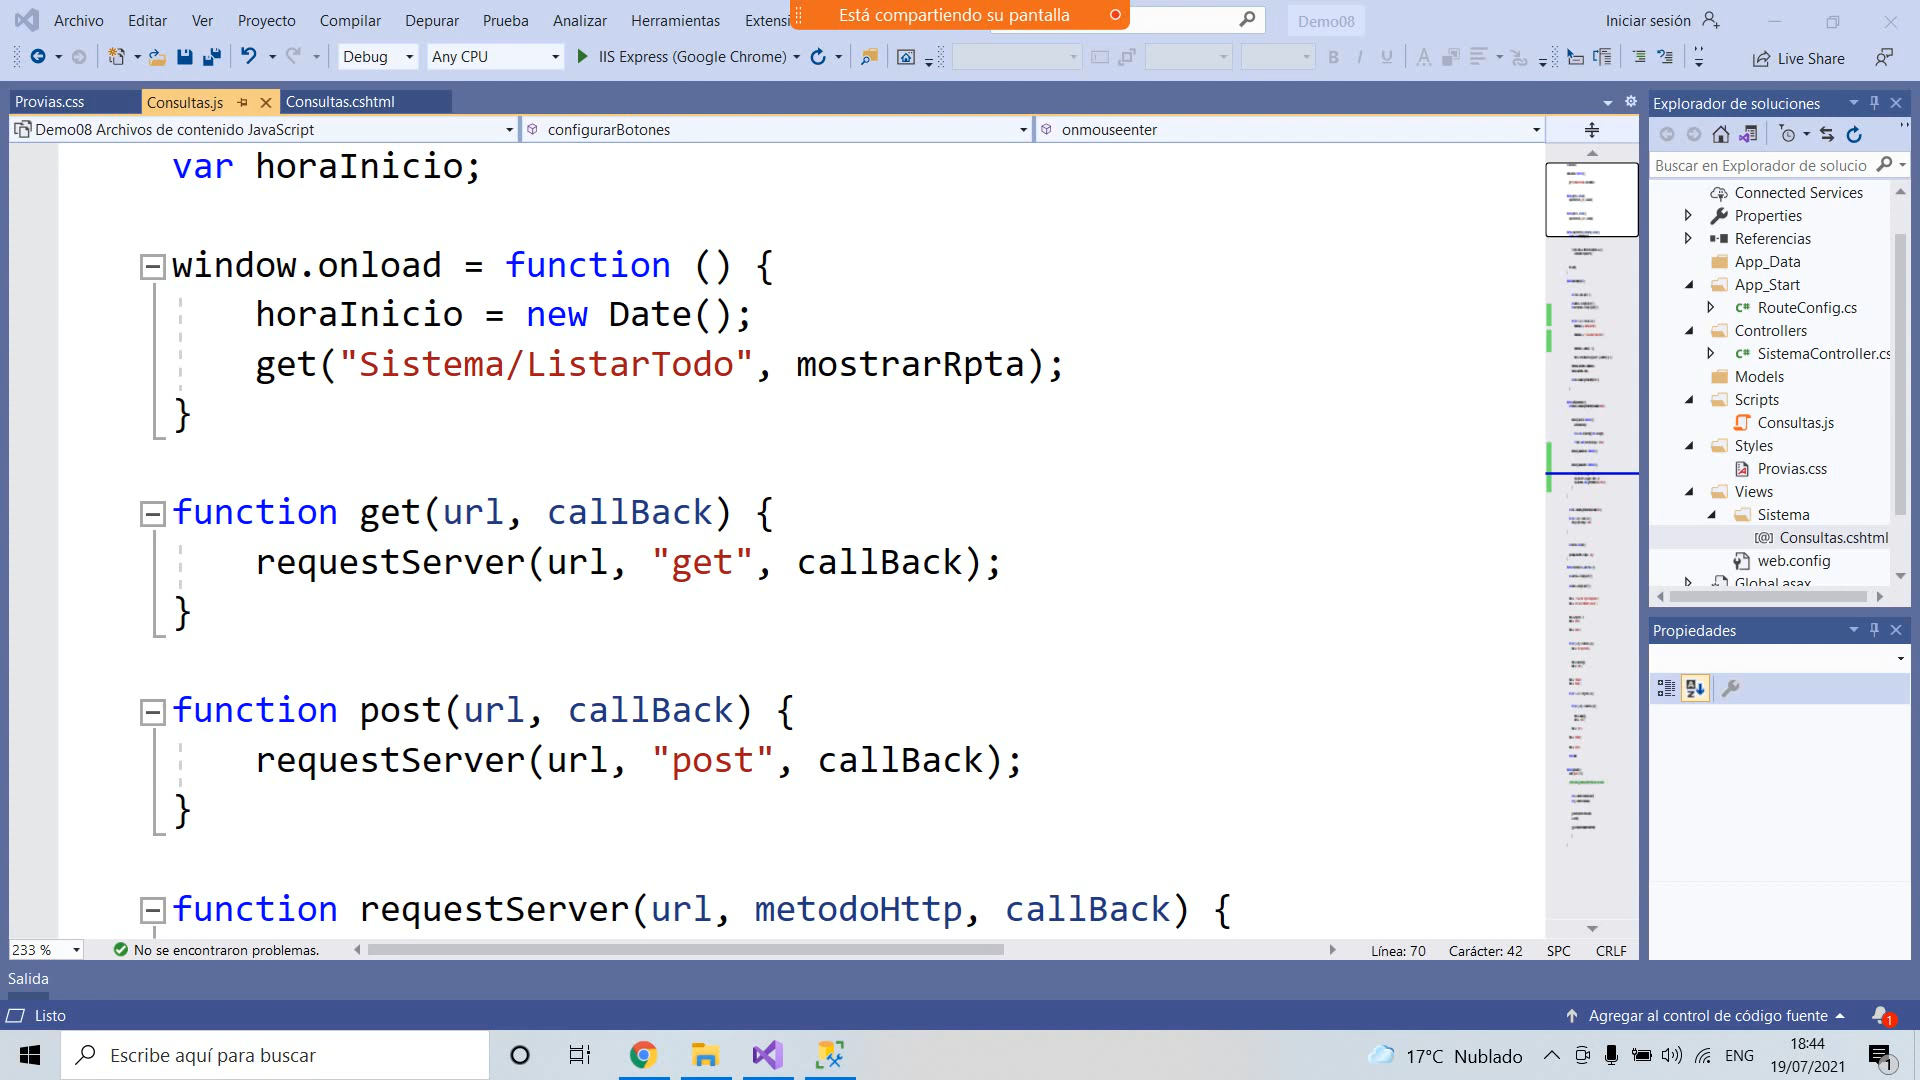 Archivo Editar Ver Proyecto Compilar Depurar Prueba Analizar Herramientas Extensi
Está compartiendo su pantalla
Demo08
Iniciar sesión
Debug Any CPU IIS Express (Google Chrome)
Live Share
Provias.css Consultas.js Consultas.cshtml
Demo08 Archivos de contenido JavaScript configurarBotones onmouseenter
var horaInicio;
window.onload = function () {
horaInicio = new Date();
get("Sistema/ListarTodo", mostrarRpta);
}
function get(url, callBack) {
requestServer(url, "get", callBack);
}
function post(url, callBack) {
requestServer(url, "post", callBack);
}
function requestServer(url, metodoHttp, callBack) {
233 % No se encontraron problemas. Línea: 70 Carácter: 42 SPC CRLF
Explorador de soluciones
Buscar en Explorador de solucio
Connected Services
Properties
Referencias
App_Data
App_Start
C# RouteConfig.cs
Controllers
C# SistemaController.cs
Models
Scripts
Consultas.js
Styles
Provias.css
Views
Sistema
[@] Consultas.cshtml
web.config
Global.asax
Propiedades
Salida
Listo
Agregar al control de código fuente 1
Escribe aquí para buscar
17°C Nublado
ENG
18:44
19/07/2021
1